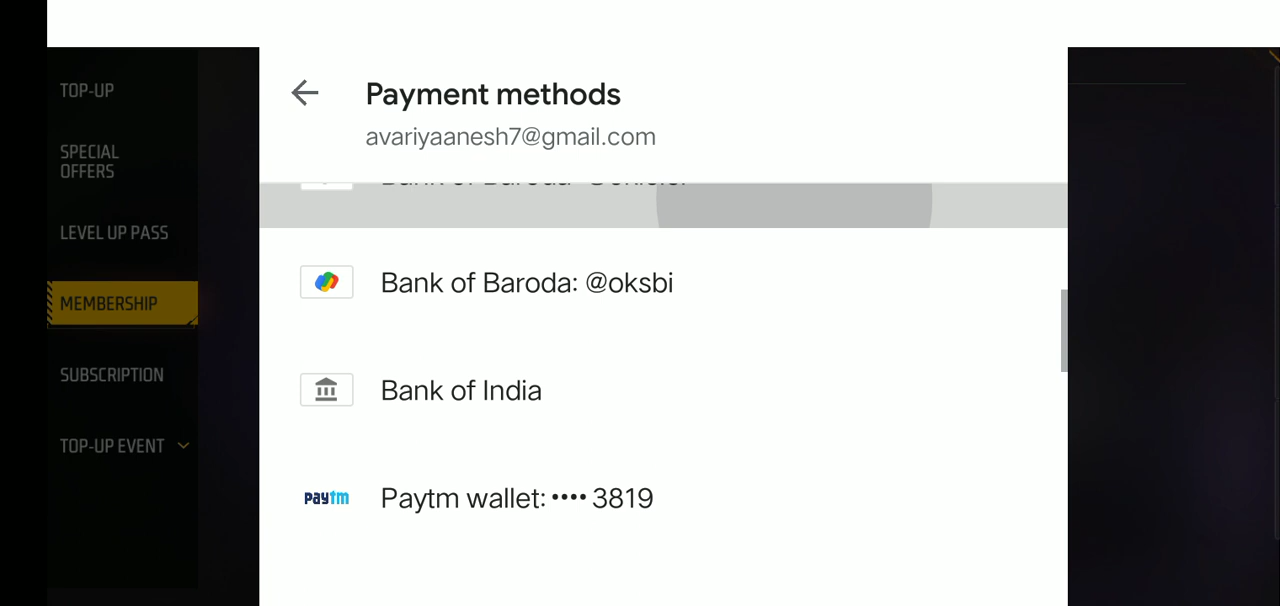 TOP-UP
SPECIAL
OFFERS
LEVEL UP PASS
MEMBERSHIP
SUBSCRIPTION
TOP-UP EVENT
Payment methods
avariyaanesh7@gmail.com
Bank of Baroda: @oksbi
Bank of India
paytm
Paytm wallet: •••• 3819